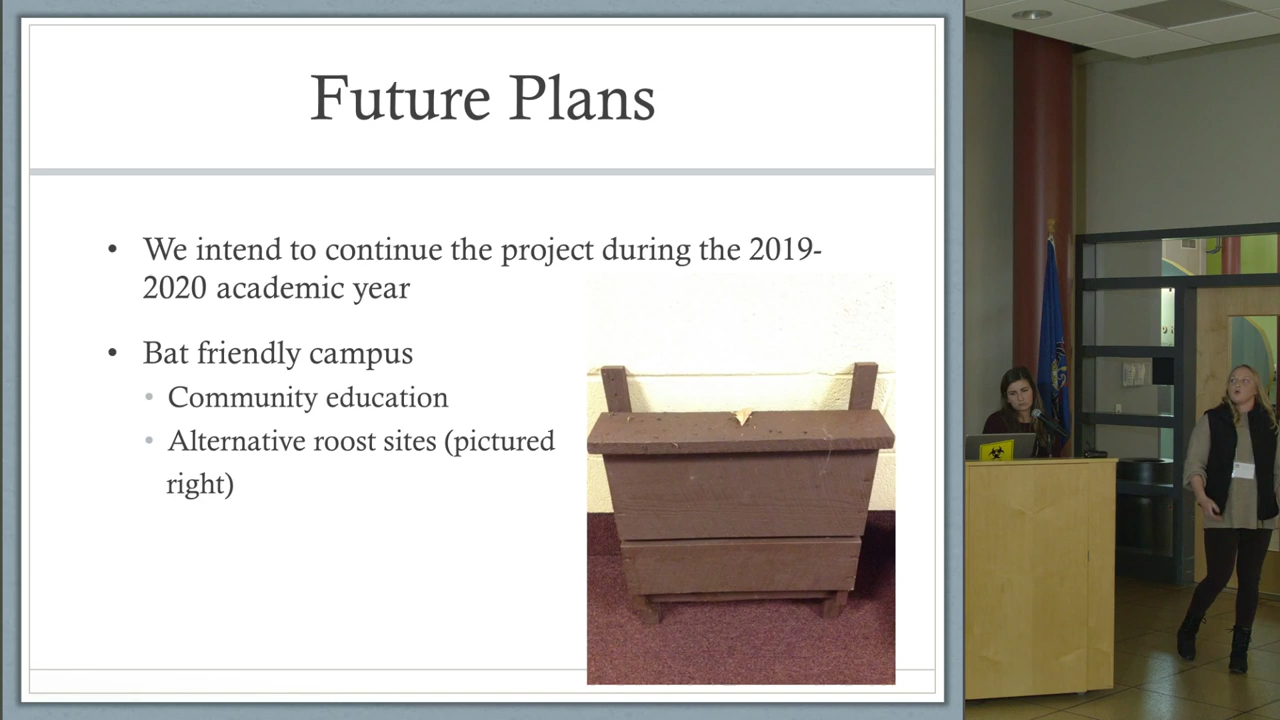 Future Plans
• We intend to continue the project during the 2019-
2020 academic year
• Bat friendly campus
• Community education
• Alternative roost sites (pictured
right)